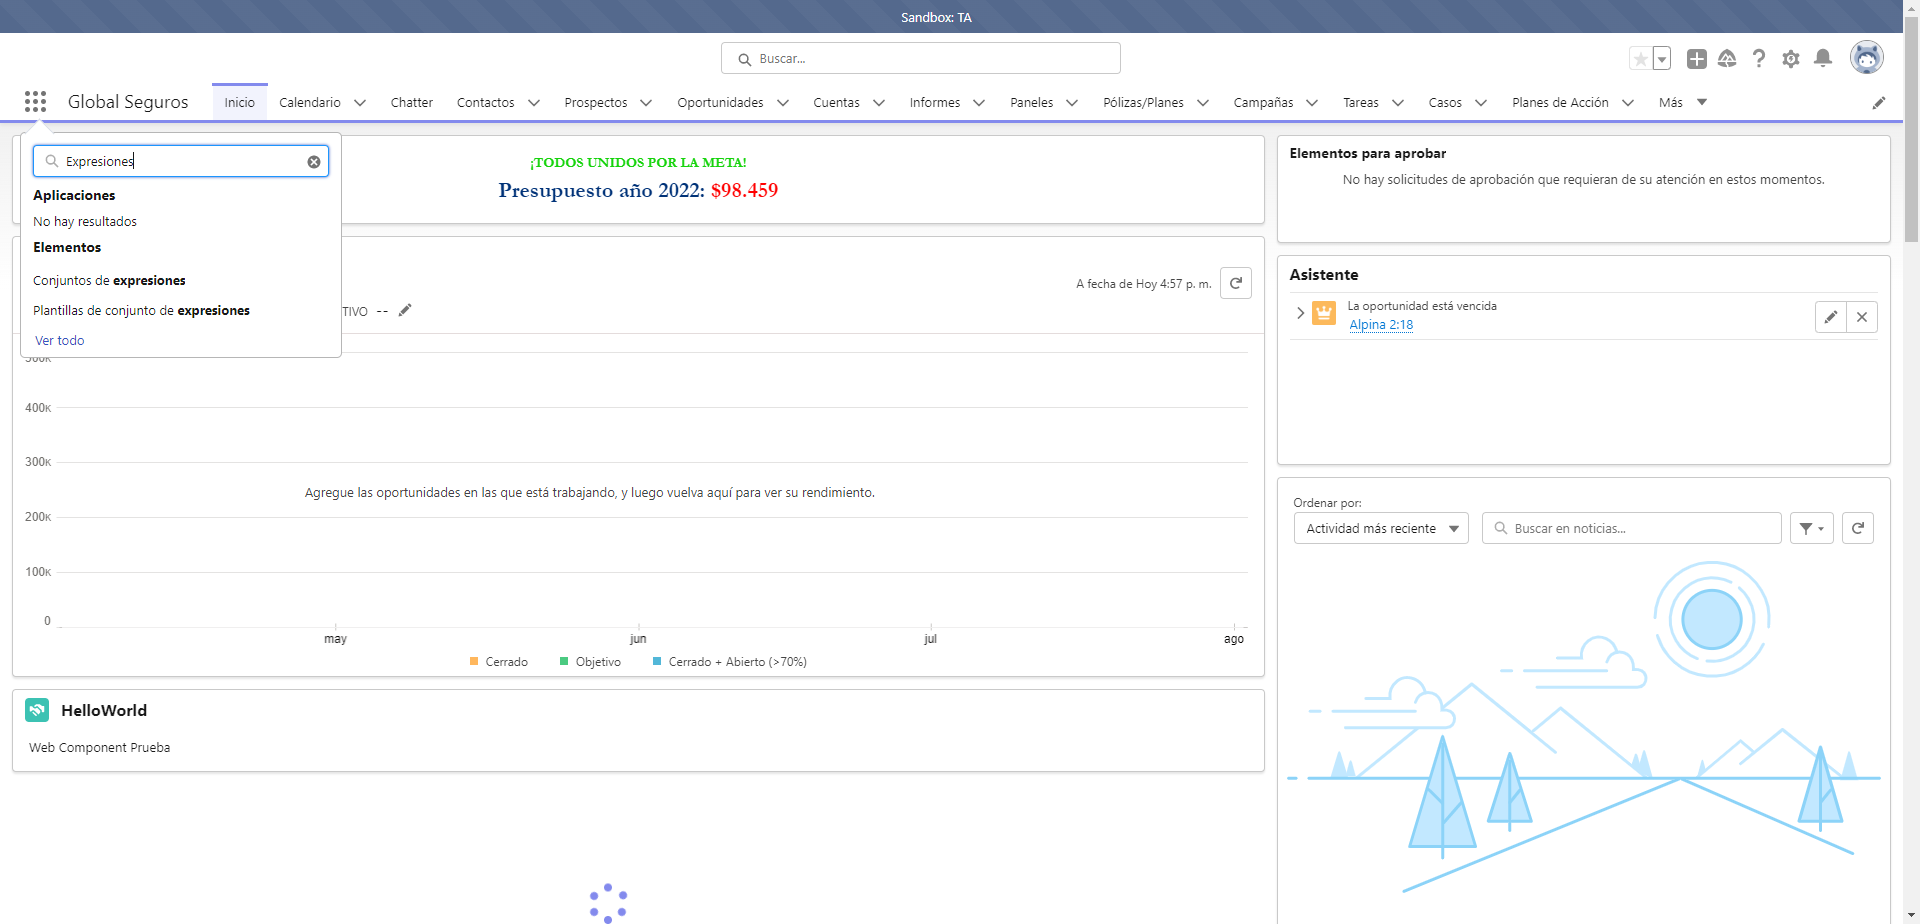 Sandbox: TA
Buscar...
Global Seguros
Inicio
Calendario
Chatter
Contactos
Prospectos
Oportunidades
Cuentas
Informes
Paneles
Pólizas/Planes
Campañas
Tareas
Casos
Planes de Acción
Más
Expresiones
Aplicaciones
No hay resultados
Elementos
Conjuntos de expresiones
Plantillas de conjunto de expresiones
Ver todo
¡TODOS UNIDOS POR LA META!
Presupuesto año 2022: $98.459
A fecha de Hoy 4:57 p. m.
TIVO --
500K
400K
300K
200K
100K
0
Agregue las oportunidades en las que está trabajando, y luego vuelva aquí para ver su rendimiento.
may
jun
jul
ago
Cerrado
Objetivo
Cerrado + Abierto (>70%)
HelloWorld
Web Component Prueba
Elementos para aprobar
No hay solicitudes de aprobación que requieran de su atención en estos momentos.
Asistente
La oportunidad está vencida
Alpina 2:18
Ordenar por:
Actividad más reciente
Buscar en noticias...